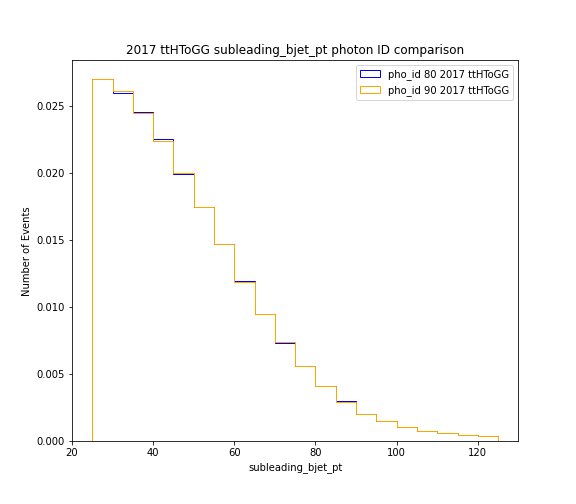 2017 ttHToGG subleading_bjet_pt photon ID comparison
pho_id 80 2017 ttHToGG
pho_id 90 2017 ttHToGG
Number of Events
0.025
0.020
0.015
0.010
0.005
0.000
20 40 60 80 100 120
subleading_bjet_pt